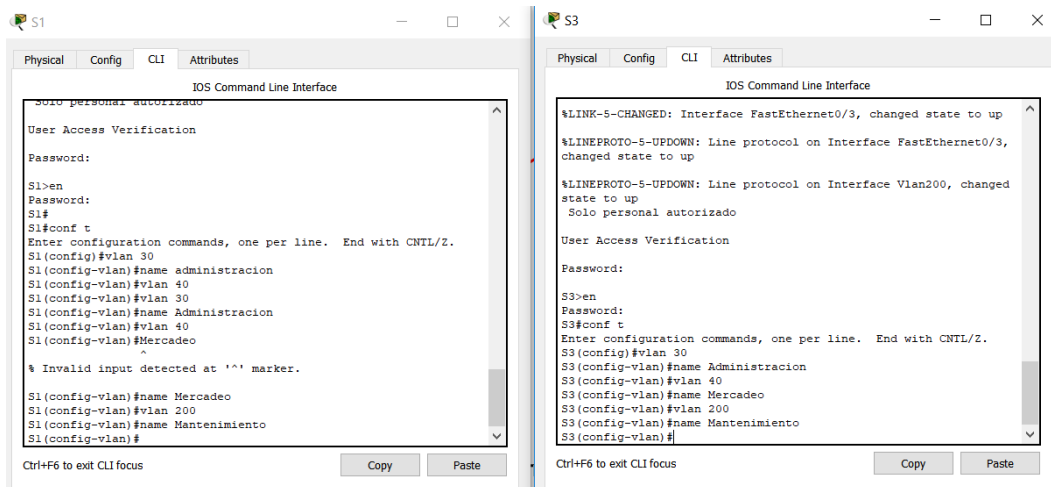 S1
Physical Config CLI Attributes
IOS Command Line Interface
Solo personal autorizado
User Access Verification
Password:
S1>en
Password:
S1#
S1#conf t
Enter configuration commands, one per line. End with CNTL/Z.
S1(config)#vlan 30
S1(config-vlan)#name administracion
S1(config-vlan)#vlan 40
S1(config-vlan)#vlan 30
S1(config-vlan)#name Administracion
S1(config-vlan)#vlan 40
S1(config-vlan)#Mercadeo
^
% Invalid input detected at '^' marker.
S1(config-vlan)#name Mercadeo
S1(config-vlan)#vlan 200
S1(config-vlan)#name Mantenimiento
S1(config-vlan)#
Ctrl+F6 to exit CLI focus
Copy Paste
S3
Physical Config CLI Attributes
IOS Command Line Interface
%LINK-5-CHANGED: Interface FastEthernet0/3, changed state to up
%LINEPROTO-5-UPDOWN: Line protocol on Interface FastEthernet0/3,
changed state to up
%LINEPROTO-5-UPDOWN: Line protocol on Interface Vlan200, changed
state to up
Solo personal autorizado
User Access Verification
Password:
S3>en
Password:
S3#conf t
Enter configuration commands, one per line. End with CNTL/Z.
S3(config)#vlan 30
S3(config-vlan)#name Administracion
S3(config-vlan)#vlan 40
S3(config-vlan)#name Mercadeo
S3(config-vlan)#vlan 200
S3(config-vlan)#name Mantenimiento
S3(config-vlan)#
Ctrl+F6 to exit CLI focus
Copy Paste